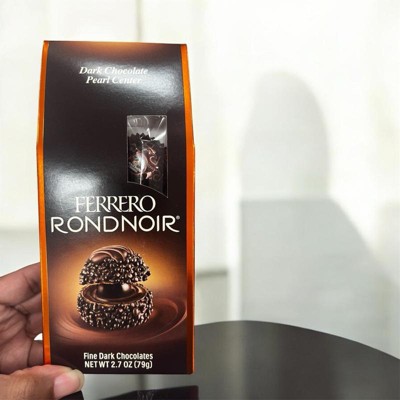 Dark Chocolate
Pearl Center
FERRERO
RONDNOIR®
Fine Dark Chocolates
NET WT 2.7 OZ (79g)